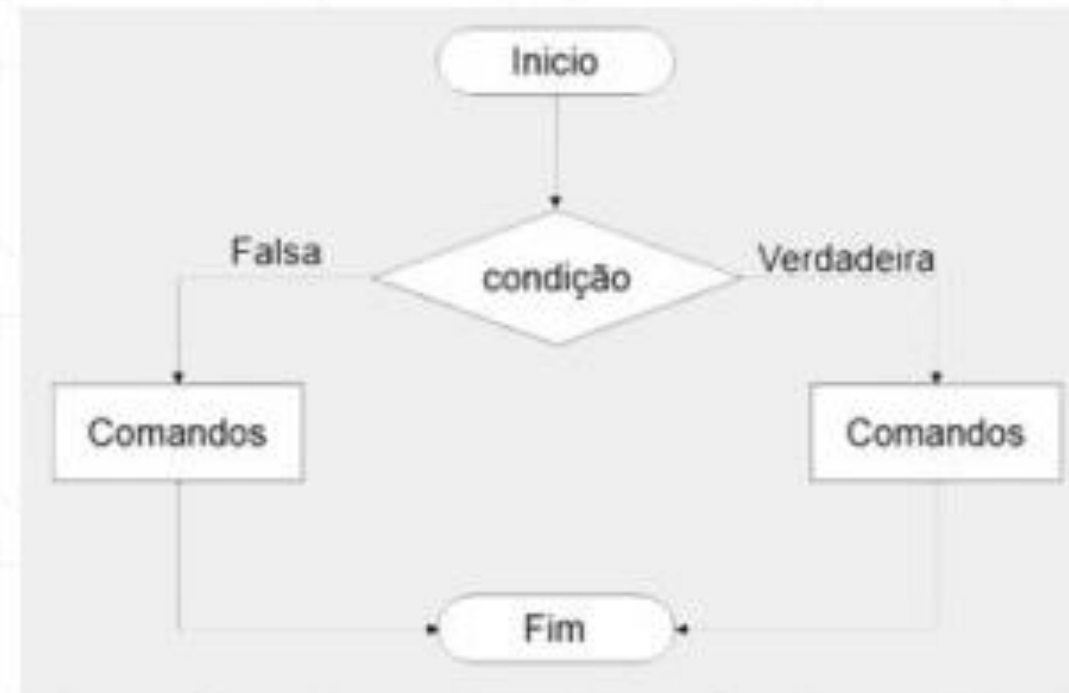 Inicio
Falsa
condição
Verdadeira
Comandos
Comandos
Fim